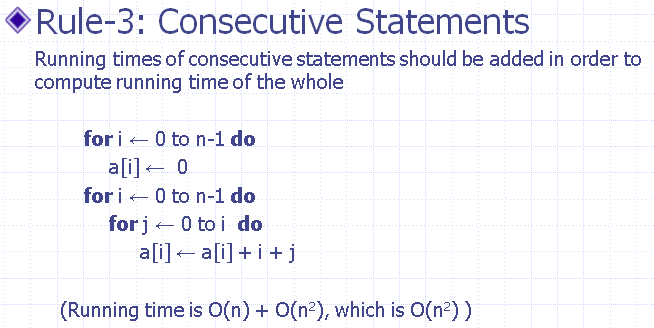 Rule-3: Consecutive Statements
Running times of consecutive statements should be added in order to
compute running time of the whole
for i ← 0 to n-1 do
a[i] ← 0
for i ← 0 to n-1 do
for j ← 0 to i do
a[i] ← a[i] + i + j
(Running time is O(n) + O(n²), which is O(n²) )